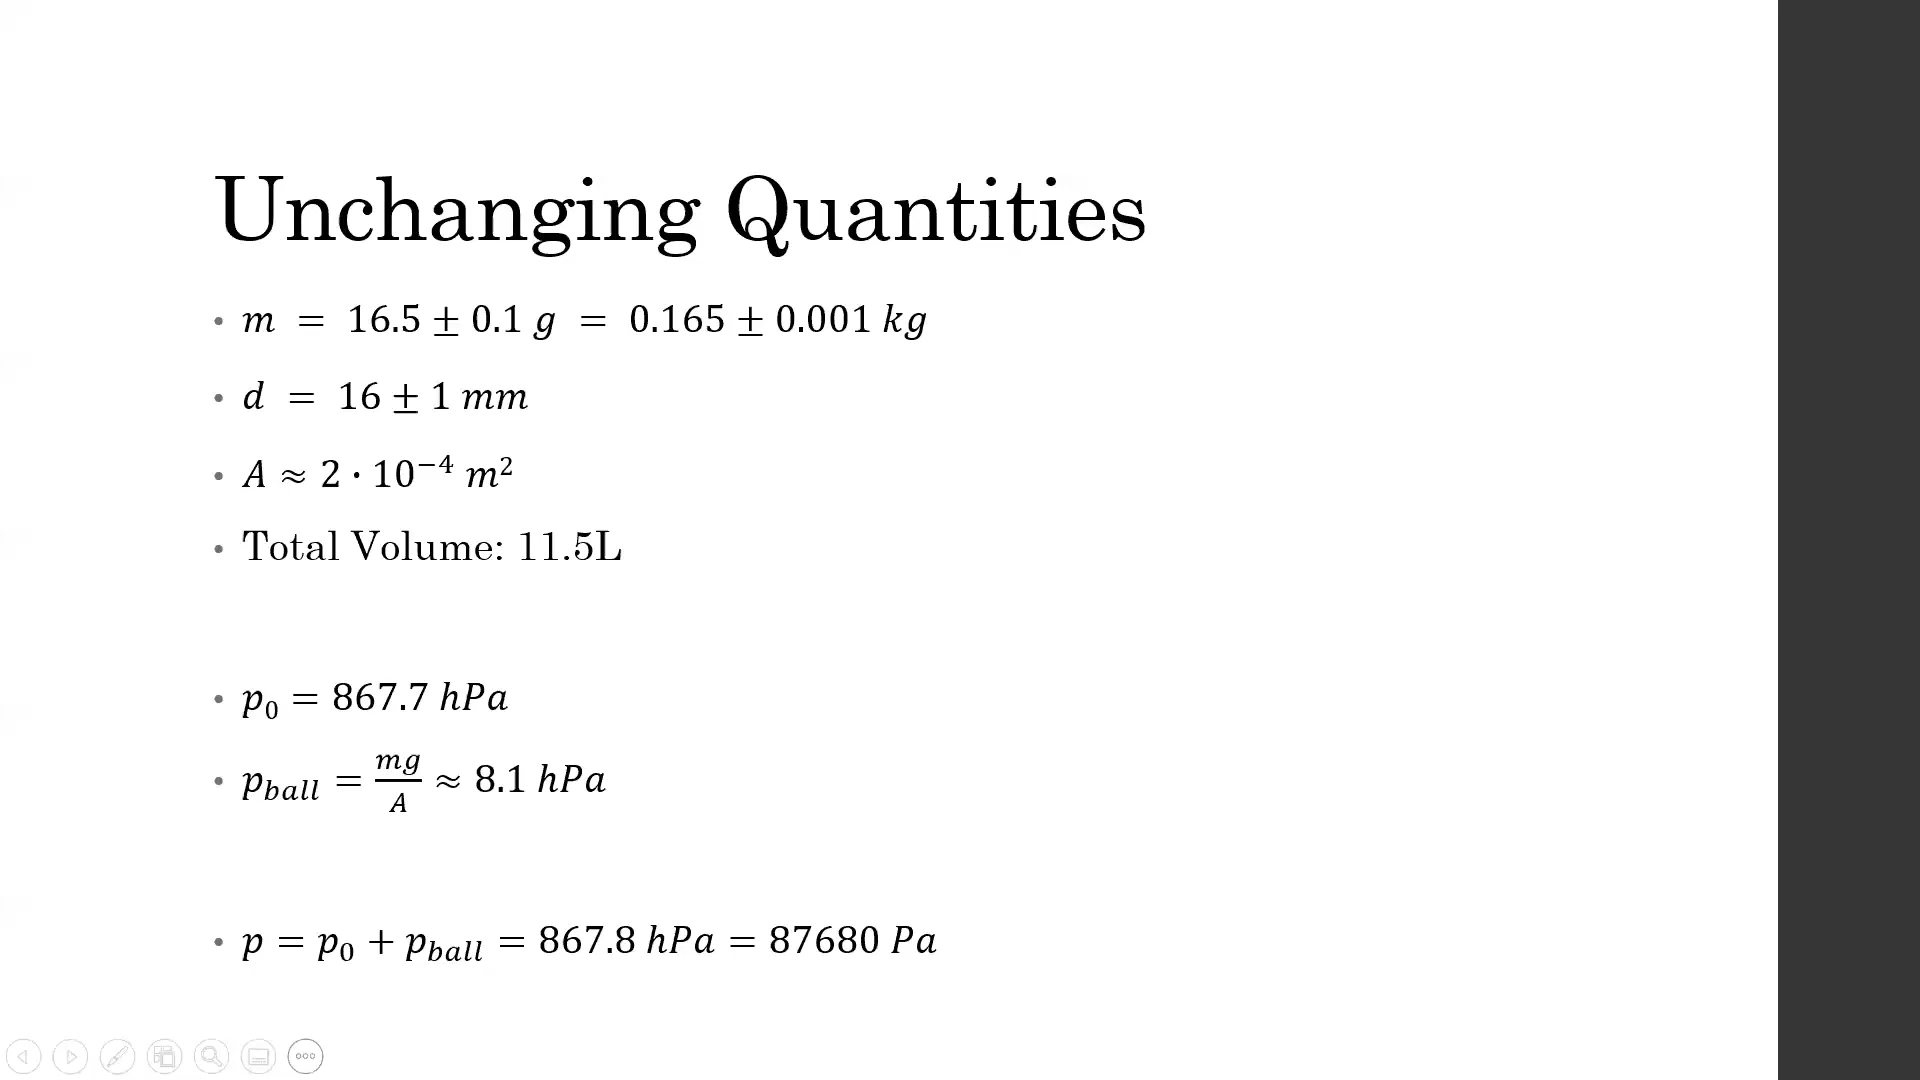 Unchanging Quantities
• m = 16.5 ± 0.1 g = 0.165 ± 0.001 kg
• d = 16 ± 1 mm
• A ≈ 2 · 10⁻⁴ m²
• Total Volume: 11.5L
• p₀ = 867.7 hPa
• p_ball = mg/A ≈ 8.1 hPa
• p = p₀ + p_ball = 867.8 hPa = 87680 Pa